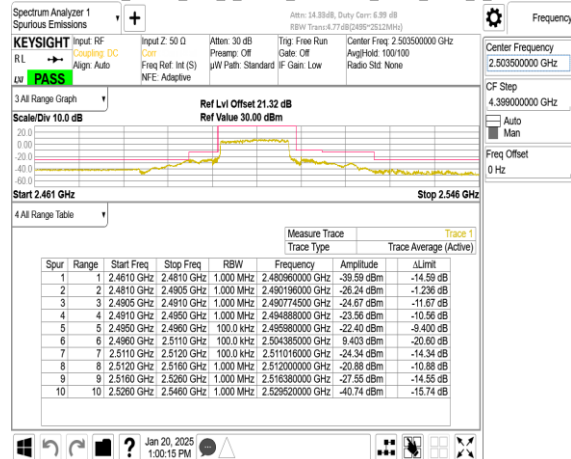 Spectrum Analyzer 1
Spurious Emissions
Attn: 14.33dB, Duty Corr: 6.99 dB
RBW Trans:4.77dB(2495~2512MHz)
Frequency
KEYSIGHT
RL
LXI PASS
Input: RF
Coupling: DC
Align: Auto
Input Z: 50 Ω
Corr
Freq Ref: Int (S)
NFE: Adaptive
Atten: 30 dB
Preamp: Off
µW Path: Standard
Trig: Free Run
Gate: Off
IF Gain: Low
Center Freq: 2.503500000 GHz
Avg|Hold: 100/100
Radio Std: None
Center Frequency
2.503500000 GHz
CF Step
4.399000000 GHz
Auto
Man
Freq Offset
0 Hz
3 All Range Graph
Scale/Div 10.0 dB
Ref Lvl Offset 21.32 dB
Ref Value 30.00 dBm
20.0
0.00
-20.0
-40.0
-60.0
Start 2.461 GHz
Stop 2.546 GHz
4 All Range Table
Measure Trace Trace 1
Trace Type Trace Average (Active)
Spur Range Start Freq Stop Freq RBW Frequency Amplitude ΔLimit
1 1 2.4610 GHz 2.4810 GHz 1.000 MHz 2.480960000 GHz -39.59 dBm -14.59 dB
2 2 2.4810 GHz 2.4905 GHz 1.000 MHz 2.490196000 GHz -26.24 dBm -1.236 dB
3 3 2.4905 GHz 2.4910 GHz 1.000 MHz 2.490774500 GHz -24.67 dBm -11.67 dB
4 4 2.4910 GHz 2.4950 GHz 1.000 MHz 2.494888000 GHz -23.56 dBm -10.56 dB
5 5 2.4950 GHz 2.4960 GHz 100.0 kHz 2.495980000 GHz -22.40 dBm -9.400 dB
6 6 2.4960 GHz 2.5110 GHz 100.0 kHz 2.504385000 GHz 9.403 dBm -20.60 dB
7 7 2.5110 GHz 2.5120 GHz 100.0 kHz 2.511016000 GHz -24.34 dBm -14.34 dB
8 8 2.5120 GHz 2.5160 GHz 1.000 MHz 2.512000000 GHz -20.88 dBm -10.88 dB
9 9 2.5160 GHz 2.5260 GHz 1.000 MHz 2.516380000 GHz -27.55 dBm -14.55 dB
10 10 2.5260 GHz 2.5460 GHz 1.000 MHz 2.529520000 GHz -40.74 dBm -15.74 dB
?
Jan 20, 2025
1:00:15 PM